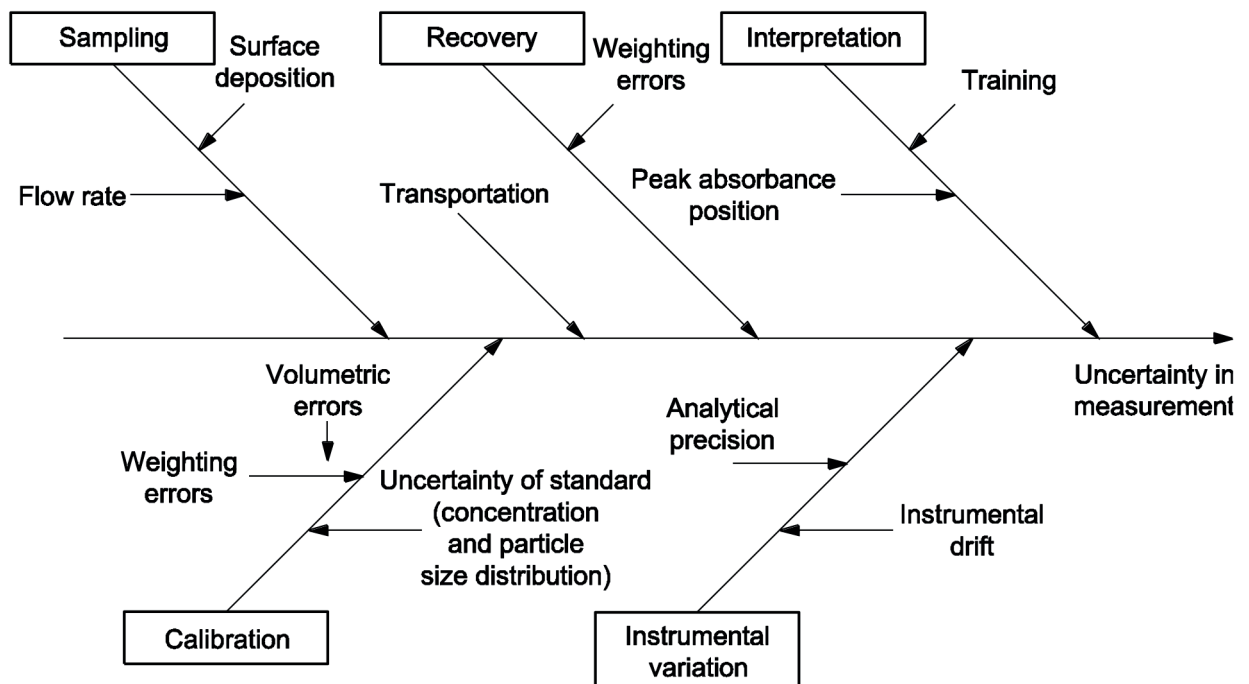 Sampling
Surface
deposition
Flow rate
Recovery
Weighting
errors
Transportation
Interpretation
Training
Peak absorbance
position
Uncertainty in
measurement
Volumetric
errors
Weighting
errors
Uncertainty of standard
(concentration
and particle
size distribution)
Calibration
Analytical
precision
Instrumental
drift
Instrumental
variation